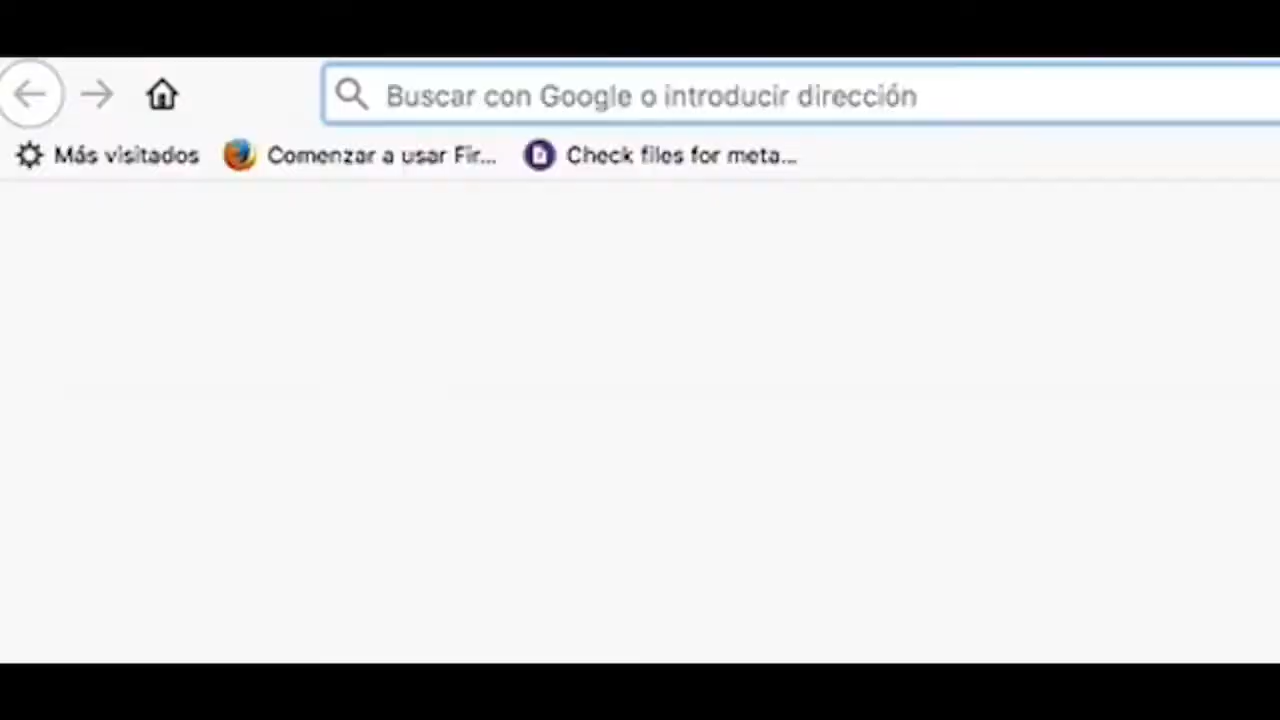 Buscar con Google o introducir dirección
Más visitados Comenzar a usar Fir... Check files for meta...